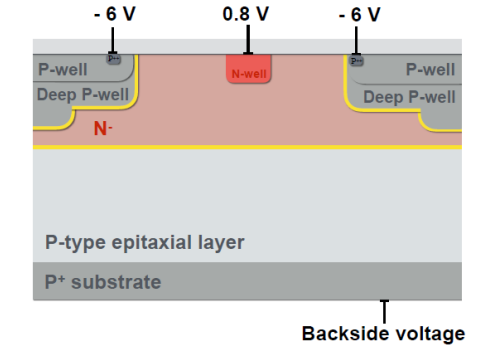 - 6 V 0.8 V - 6 V
P++ P++
P-well N-well P-well
Deep P-well Deep P-well
N-
P-type epitaxial layer
P+ substrate
Backside voltage